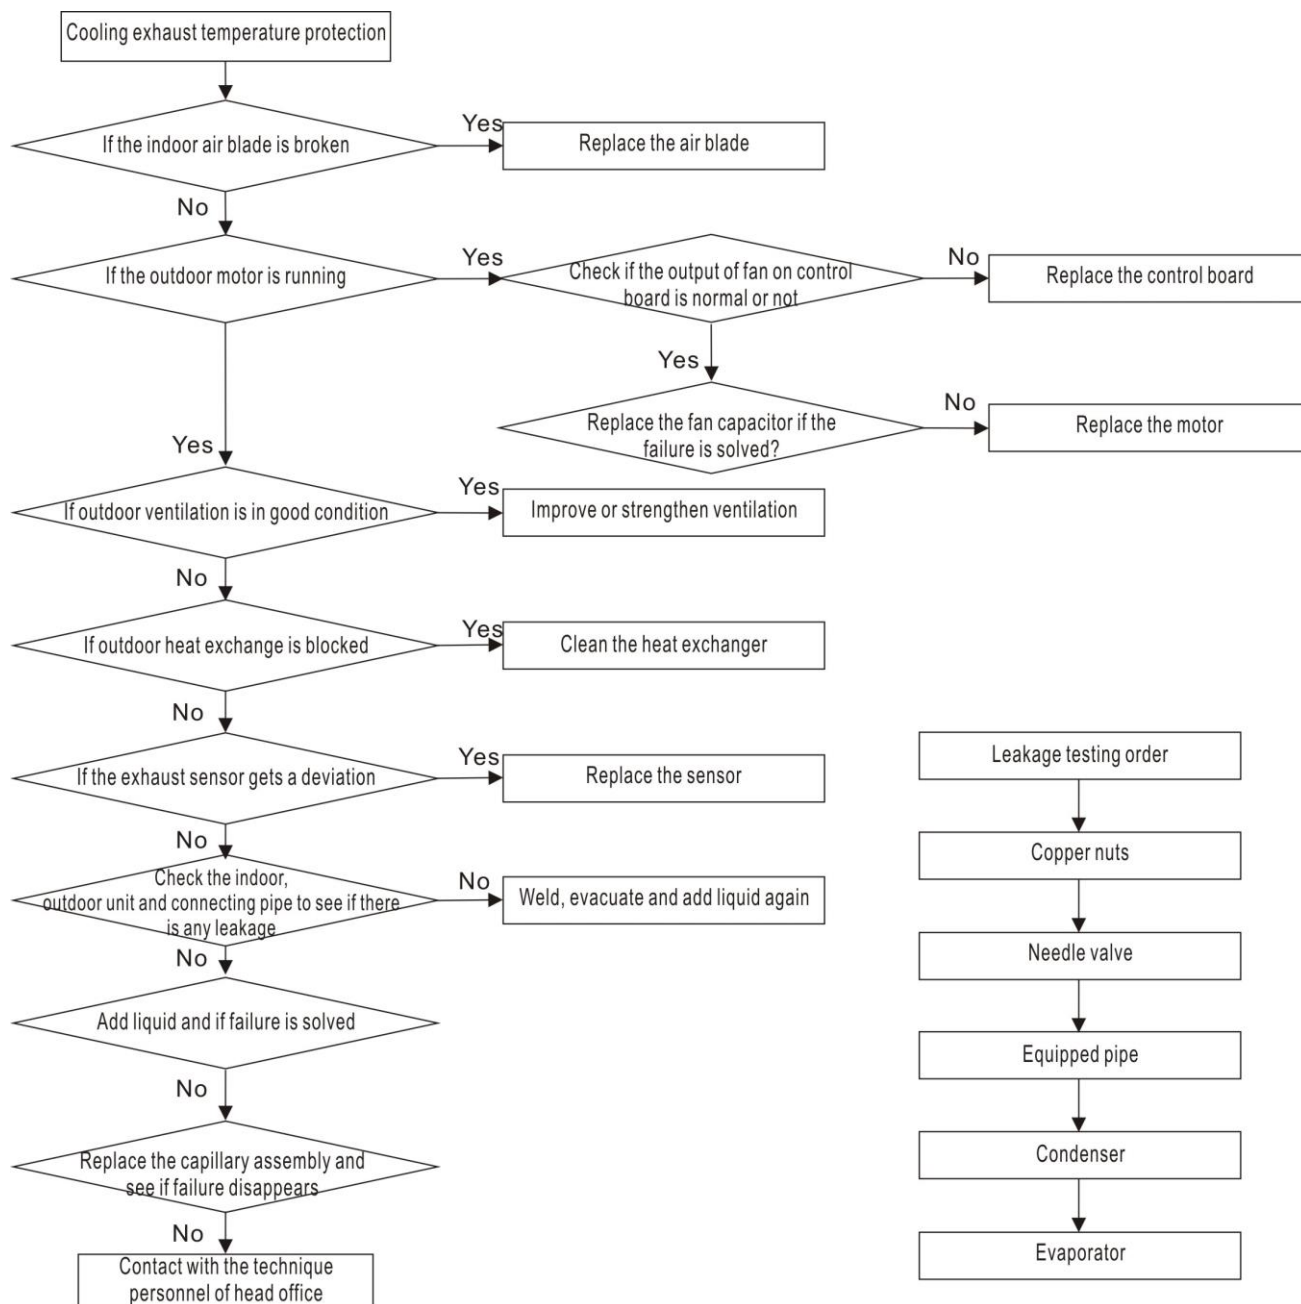 Cooling exhaust temperature protection
If the indoor air blade is broken
Yes
Replace the air blade
No
If the outdoor motor is running
Yes
Check if the output of fan on control
board is normal or not
No
Replace the control board
Yes
Replace the fan capacitor if the
failure is solved?
No
Replace the motor
Yes
If outdoor ventilation is in good condition
Yes
Improve or strengthen ventilation
No
If outdoor heat exchange is blocked
Yes
Clean the heat exchanger
No
If the exhaust sensor gets a deviation
Yes
Replace the sensor
No
Check the indoor,
outdoor unit and connecting pipe to see if there
is any leakage
No
Weld, evacuate and add liquid again
No
Add liquid and if failure is solved
No
Replace the capillary assembly and
see if failure disappears
No
Contact with the technique
personnel of head office
Leakage testing order
Copper nuts
Needle valve
Equipped pipe
Condenser
Evaporator